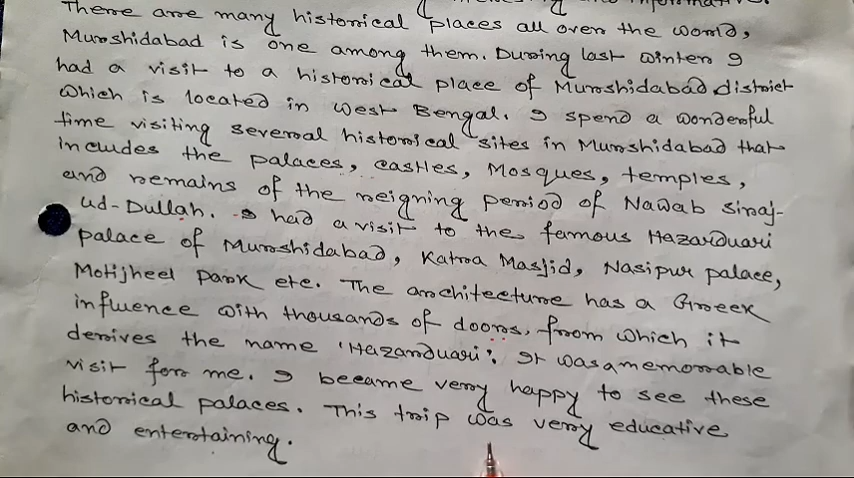 and informative.
There are many historical places all over the world,
Murshidabad is one among them. During last winter I
had a visit to a historical place of Murshidabad district
which is located in West Bengal. I spend a wonderful
time visiting several historical sites in Murshidabad that
includes the palaces, castles, Mosques, temples,
and remains of the reigning period of Nawab Siraj-
ud-Dullah. I had a visit to the famous Hazarduari
palace of Murshidabad, Katra Masjid, Nasipur palace,
Motijheel Park etc. The architecture has a Greek
influence with thousands of doors, from which it
derives the name 'Hazarduari'. It was a memorable
visit for me. I became very happy to see these
historical palaces. This trip was very educative
and entertaining.